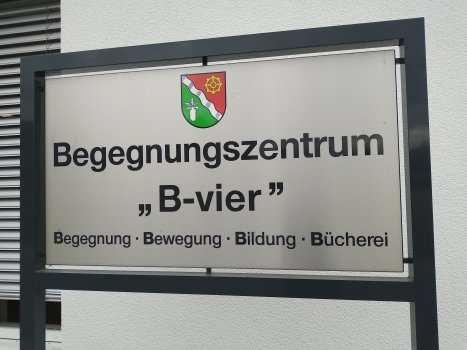 Begegnungszentrum
„B-vier”
Begegnung · Bewegung · Bildung · Bücherei